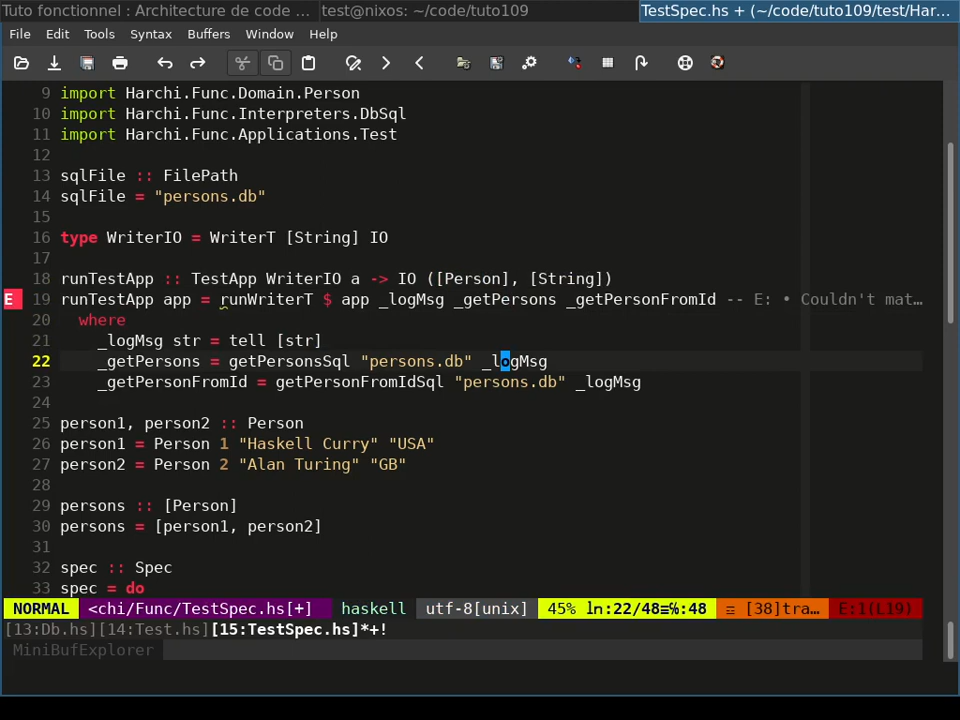 Tuto fonctionnel : Architecture de code ... test@nixos: ~/code/tuto109 TestSpec.hs + (~/code/tuto109/test/Har...
File Edit Tools Syntax Buffers Window Help
9 import Harchi.Func.Domain.Person
10 import Harchi.Func.Interpreters.DbSql
11 import Harchi.Func.Applications.Test
12
13 sqlFile :: FilePath
14 sqlFile = "persons.db"
15
16 type WriterIO = WriterT [String] IO
17
18 runTestApp :: TestApp WriterIO a -> IO ([Person], [String])
E 19 runTestApp app = runWriterT $ app _logMsg _getPersons _getPersonFromId -- E: • Couldn't mat…
20 where
21 _logMsg str = tell [str]
22 _getPersons = getPersonsSql "persons.db" _logMsg
23 _getPersonFromId = getPersonFromIdSql "persons.db" _logMsg
24
25 person1, person2 :: Person
26 person1 = Person 1 "Haskell Curry" "USA"
27 person2 = Person 2 "Alan Turing" "GB"
28
29 persons :: [Person]
30 persons = [person1, person2]
31
32 spec :: Spec
33 spec = do
NORMAL <chi/Func/TestSpec.hs[+] haskell utf-8[unix] 45% ln:22/48≡℅:48 ☲ [38]tra… E:1(L19)
[13:Db.hs][14:Test.hs][15:TestSpec.hs]*+!
MiniBufExplorer